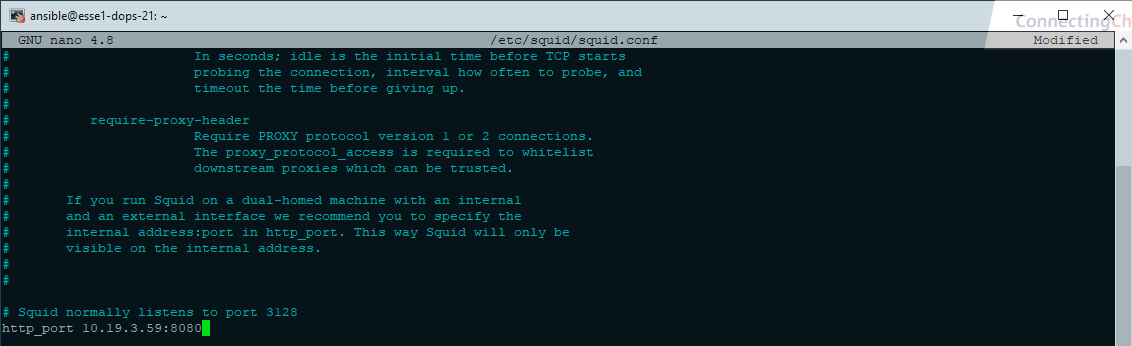 ansible@esse1-dops-21: ~
ConnectingCh
GNU nano 4.8 /etc/squid/squid.conf Modified
# In seconds; idle is the initial time before TCP starts
# probing the connection, interval how often to probe, and
# timeout the time before giving up.
#
# require-proxy-header
# Require PROXY protocol version 1 or 2 connections.
# The proxy_protocol_access is required to whitelist
# downstream proxies which can be trusted.
#
# If you run Squid on a dual-homed machine with an internal
# and an external interface we recommend you to specify the
# internal address:port in http_port. This way Squid will only be
# visible on the internal address.
#
#
# Squid normally listens to port 3128
http_port 10.19.3.59:8080